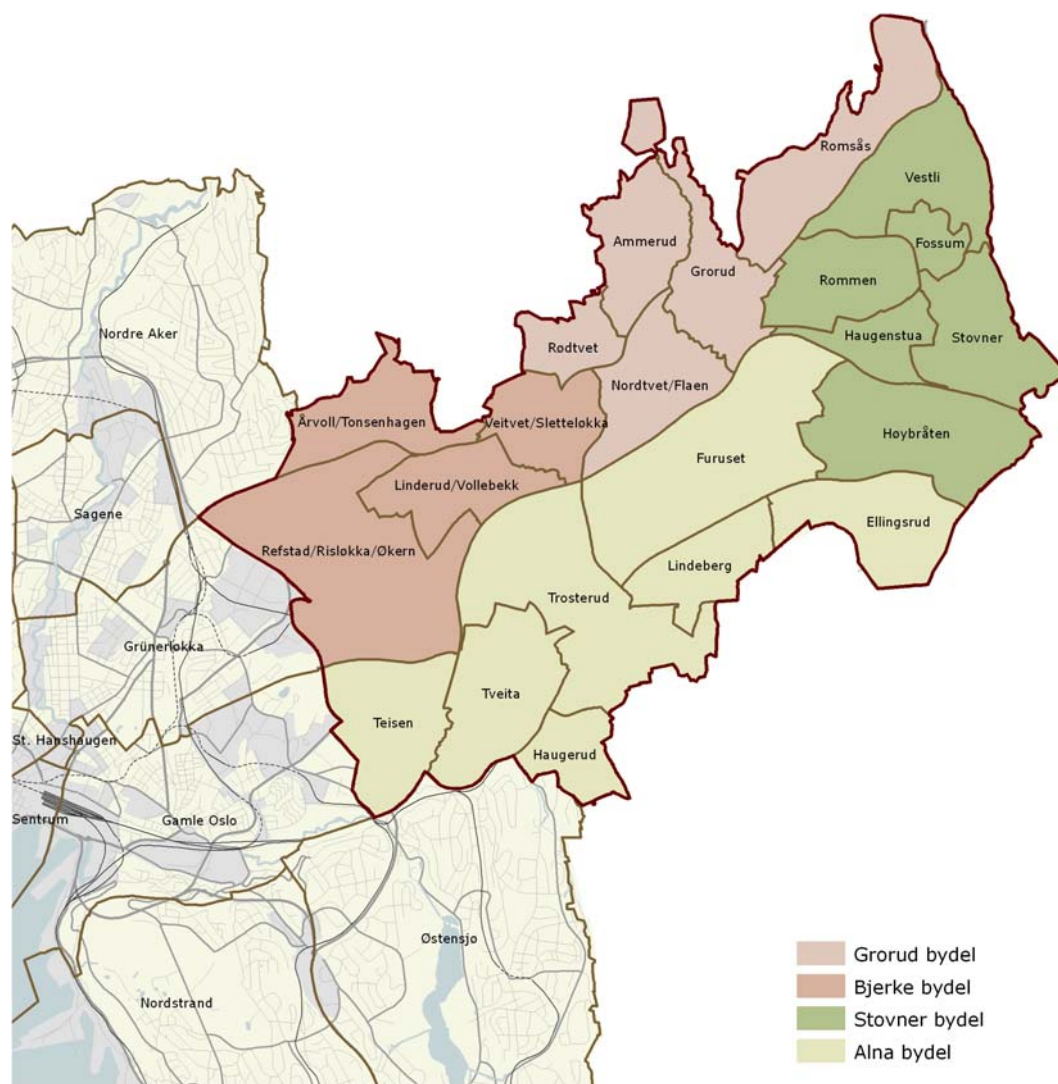 Romsås
Vestli
Ammerud
Fossum
Grorud
Rommen
Nordre Aker
Haugenstua
Stovner
Rødtvet
Nordtvet/Flaen
Årvoll/Tonsenhagen
Veitvet/Sletteløkka
Høybråten
Furuset
Linderud/Vollebekk
Sagene
Ellingsrud
Refstad/Risløkka/Økern
Lindeberg
Trosterud
Grünerløkka
Tveita
Teisen
St. Hanshaugen
Haugerud
Sentrum
Gamle Oslo
Østensjø
Nordstrand
Grorud bydel
Bjerke bydel
Stovner bydel
Alna bydel